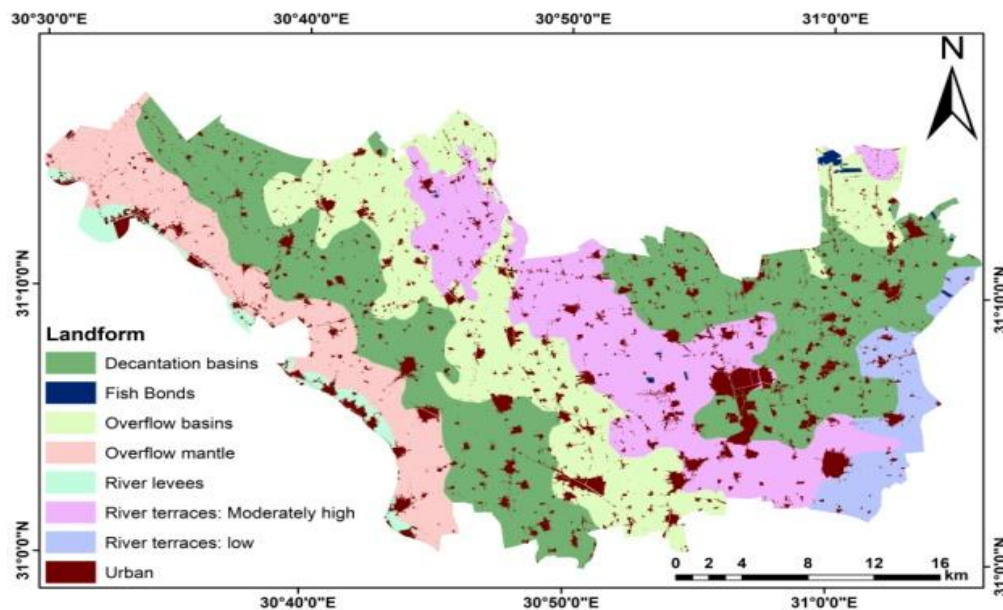 30°30'0"E 30°40'0"E 30°50'0"E 31°0'0"E
N
31°10'0"N
31°10'0"N
Landform
Decantation basins
Fish Bonds
Overflow basins
Overflow mantle
River levees
River terraces: Moderately high
River terraces: low
Urban
31°0'0"N
31°0'0"N
0 2 4 8 12 16
km
30°40'0"E 30°50'0"E 31°0'0"E